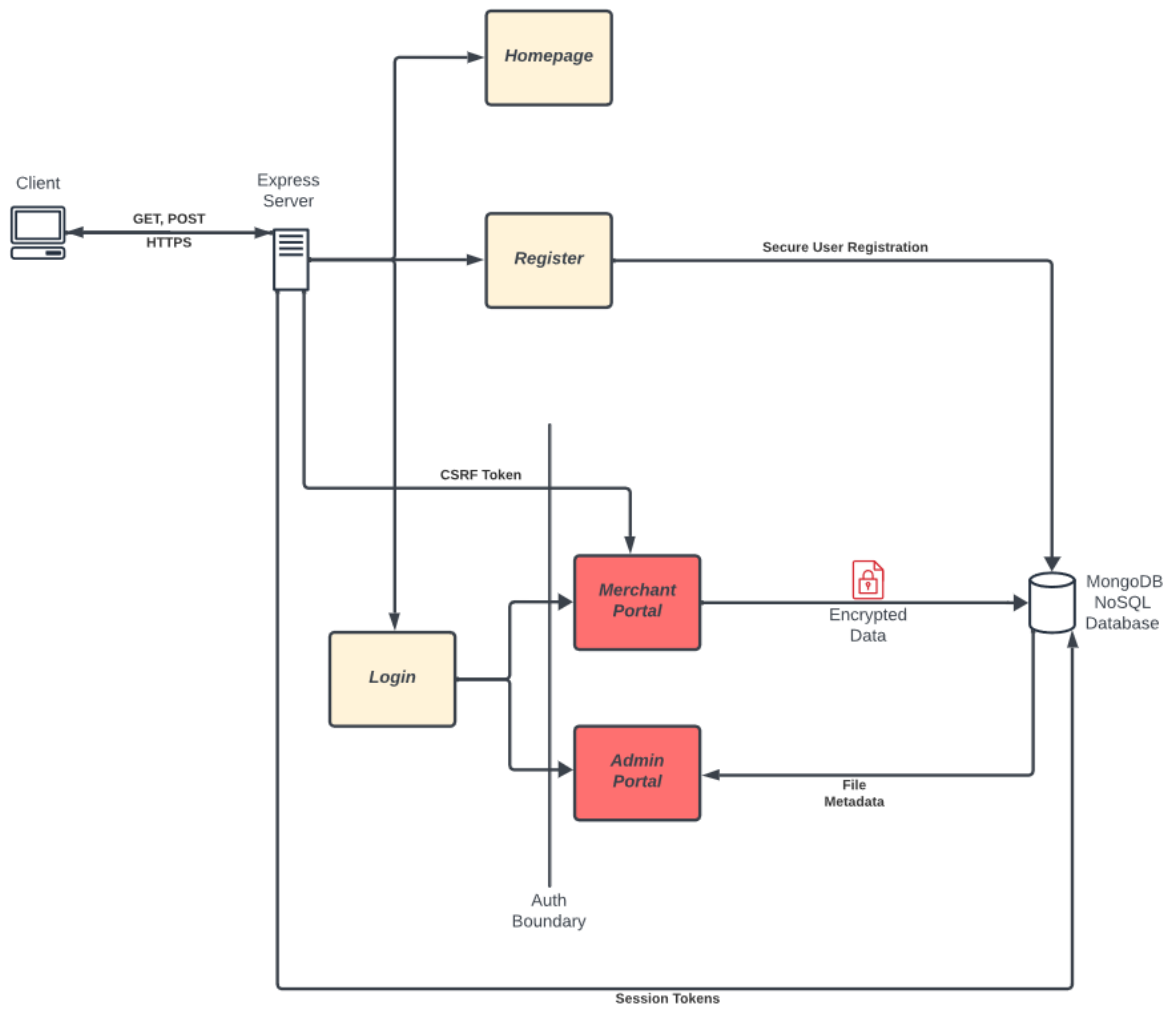 Homepage
Client
Express
Server
GET, POST
HTTPS
Register
Secure User Registration
CSRF Token
Merchant
Portal
Encrypted
Data
MongoDB
NoSQL
Database
Login
Admin
Portal
File
Metadata
Auth
Boundary
Session Tokens